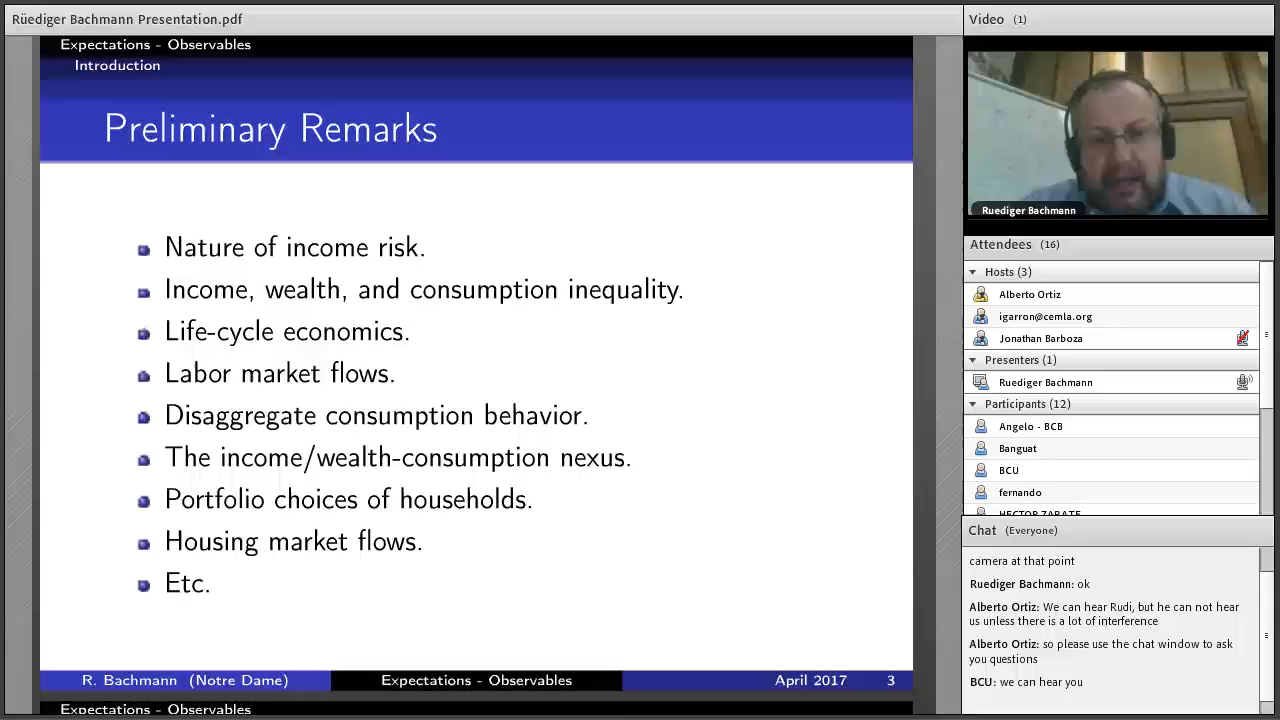 Rüediger Bachmann Presentation.pdf
Expectations - Observables
Introduction
Preliminary Remarks
Nature of income risk.
Income, wealth, and consumption inequality.
Life-cycle economics.
Labor market flows.
Disaggregate consumption behavior.
The income/wealth-consumption nexus.
Portfolio choices of households.
Housing market flows.
Etc.
R. Bachmann (Notre Dame)
Expectations - Observables
April 2017 3
Expectations - Observables
Video (1)
Ruediger Bachmann
Attendees (16)
Hosts (3)
Alberto Ortiz
igarron@cemla.org
Jonathan Barboza
Presenters (1)
Ruediger Bachmann
Participants (12)
Angelo - BCB
Banguat
BCU
fernando
HECTOR ZARATE
Chat (Everyone)
camera at that point
Ruediger Bachmann: ok
Alberto Ortiz: We can hear Rudi, but he can not hear
us unless there is a lot of interference
Alberto Ortiz: so please use the chat window to ask
you questions
BCU: we can hear you